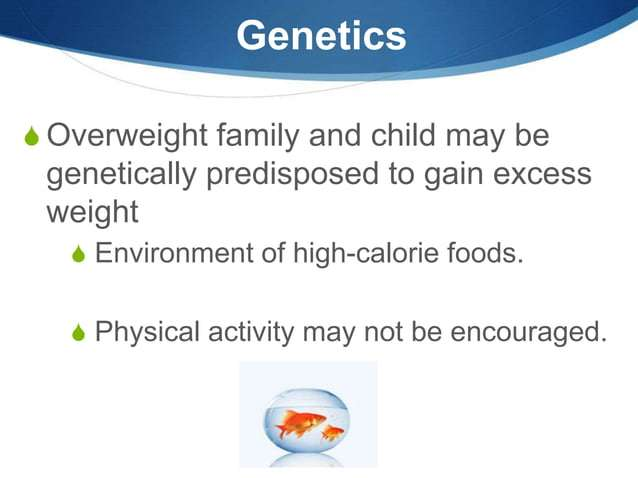 Genetics
Overweight family and child may be
genetically predisposed to gain excess
weight
Environment of high-calorie foods.
Physical activity may not be encouraged.